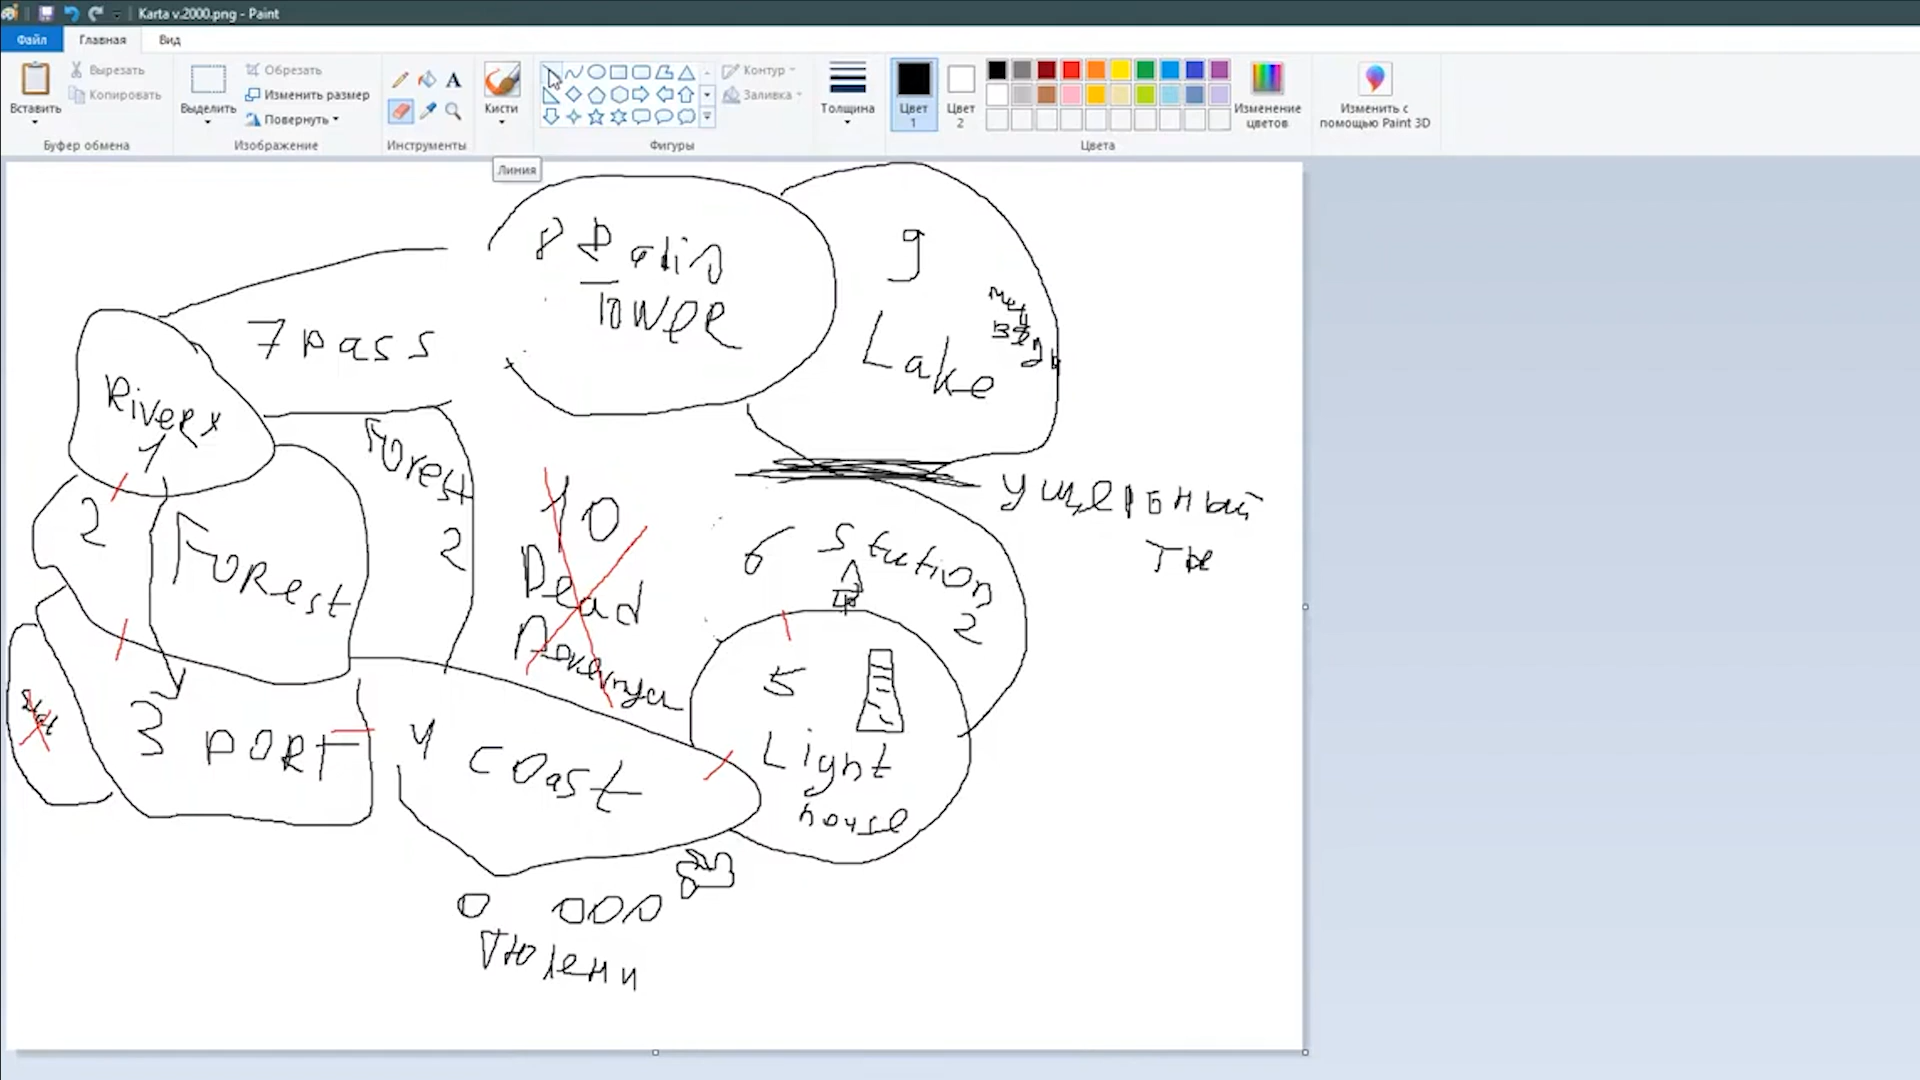 Karta v.2000.png - Paint
Файл Главная Вид
Вставить
Вырезать
Копировать
Буфер обмена
Выделить
Обрезать
Изменить размер
Повернуть
Изображение
Инструменты
Кисти
Фигуры
Контур
Заливка
Толщина
Цвет 1
Цвет 2
Изменение цветов
Цвета
Изменить с помощью Paint 3D
Линия
8 Radio
Tower
9
Lake
7 pass
River
1
Forest
2
2
Forest
10
Dead
6 Station
2
ущербный
3 PORT
4 coast
5
Light
house
Тюлени